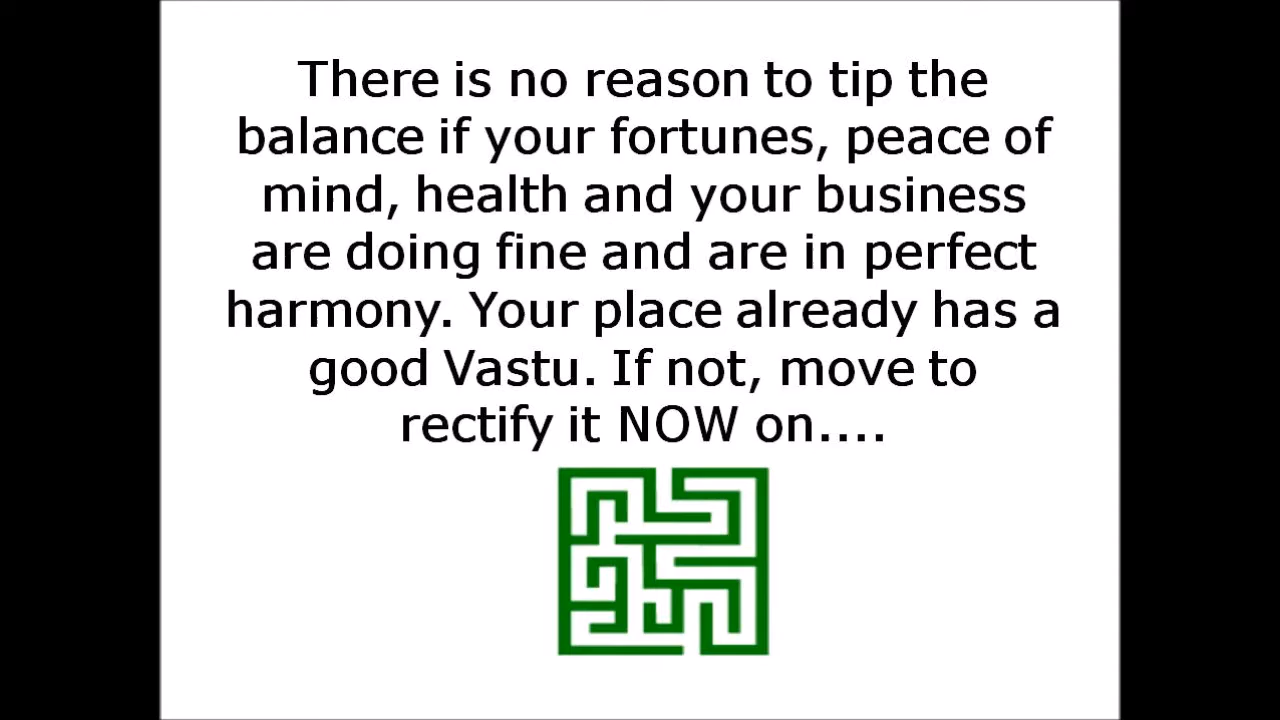 There is no reason to tip the
balance if your fortunes, peace of
mind, health and your business
are doing fine and are in perfect
harmony. Your place already has a
good Vastu. If not, move to
rectify it NOW on....